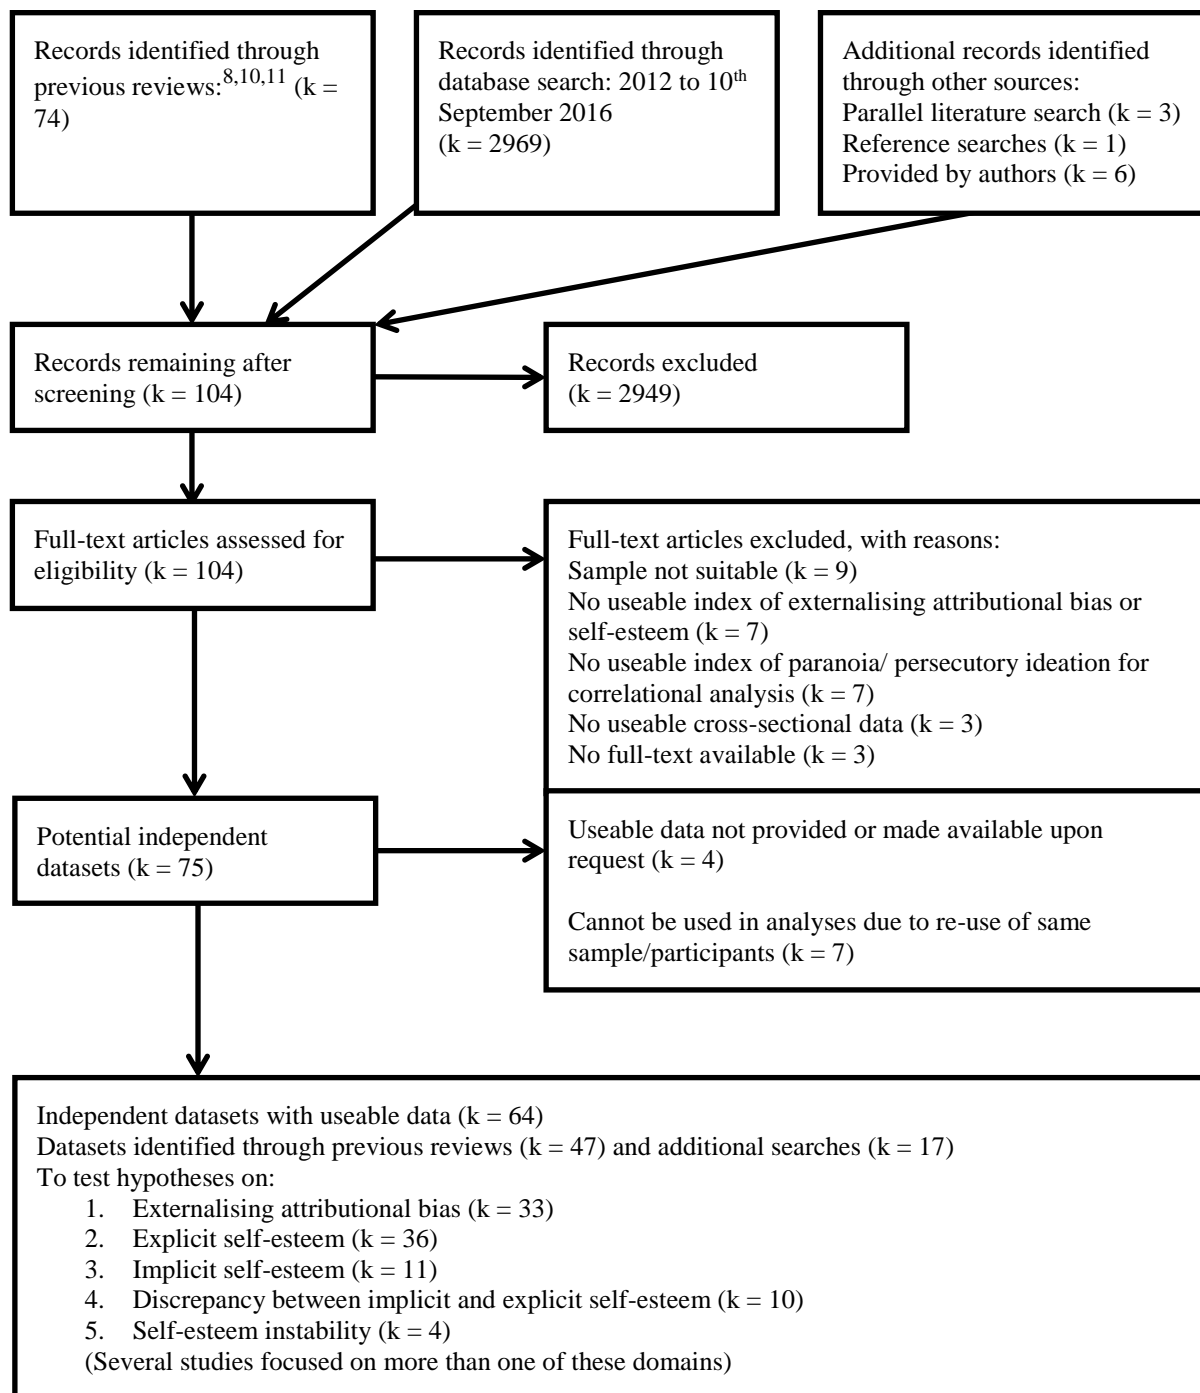 Records identified through
previous reviews:8,10,11 (k =
74)
Records identified through
database search: 2012 to 10th
September 2016
(k = 2969)
Additional records identified
through other sources:
Parallel literature search (k = 3)
Reference searches (k = 1)
Provided by authors (k = 6)
Records remaining after
screening (k = 104)
Records excluded
(k = 2949)
Full-text articles assessed for
eligibility (k = 104)
Full-text articles excluded, with reasons:
Sample not suitable (k = 9)
No useable index of externalising attributional bias or
self-esteem (k = 7)
No useable index of paranoia/ persecutory ideation for
correlational analysis (k = 7)
No useable cross-sectional data (k = 3)
No full-text available (k = 3)
Potential independent
datasets (k = 75)
Useable data not provided or made available upon
request (k = 4)
Cannot be used in analyses due to re-use of same
sample/participants (k = 7)
Independent datasets with useable data (k = 64)
Datasets identified through previous reviews (k = 47) and additional searches (k = 17)
To test hypotheses on:
1. Externalising attributional bias (k = 33)
2. Explicit self-esteem (k = 36)
3. Implicit self-esteem (k = 11)
4. Discrepancy between implicit and explicit self-esteem (k = 10)
5. Self-esteem instability (k = 4)
(Several studies focused on more than one of these domains)